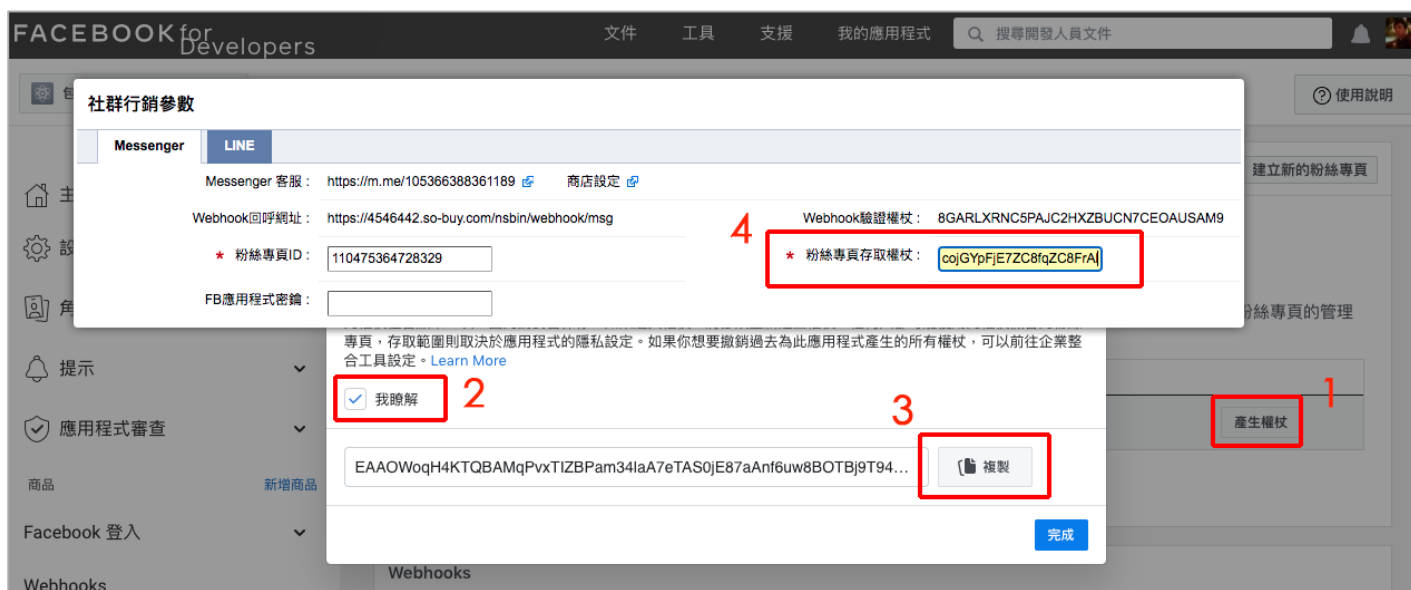 FACEBOOK for Developers
文件 工具 支援 我的應用程式 搜尋開發人員文件
使用說明
社群行銷參數
Messenger LINE
Messenger 客服： https://m.me/105366388361189 商店設定
Webhook回呼網址： https://4546442.so-buy.com/nsbin/webhook/msg Webhook驗證權杖： 8GARLXRNC5PAJC2HXZBUCN7CEOAUSAM9
* 粉絲專頁ID： 110475364728329 4 * 粉絲專頁存取權杖： cojGYpFjE7ZC8fqZC8FrA
FB應用程式密鑰：
建立新的粉絲專頁
粉絲專頁的管理
專頁，存取範圍則取決於應用程式的隱私設定。如果你想要撤銷過去為此應用程式產生的所有權杖，可以前往企業整
合工具設定。Learn More
我瞭解 2
3
EAAOWoqH4KTQBAMqPvxTIZBPam34laA7eTAS0jE87aAnf6uw8BOTBj9T94... 複製
完成
1
產生權杖
主
設
角
提示
應用程式審查
商品 新增商品
Facebook 登入
Webhooks
Webhooks